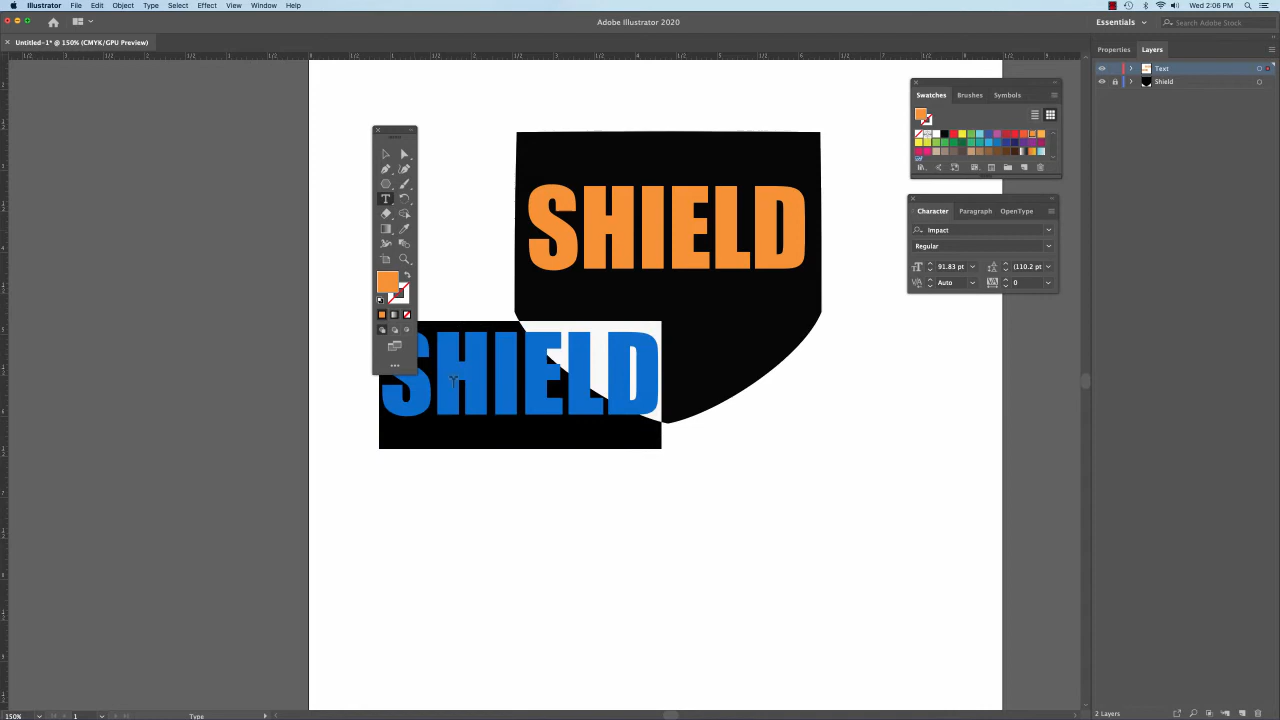 Illustrator File Edit Object Type Select Effect View Window Help
Wed 2:06 PM
Adobe Illustrator 2020
Essentials
Search Adobe Stock
Untitled-1* @ 150% (CMYK/GPU Preview)
Properties Layers
Text
Shield
Swatches Brushes Symbols
SHIELD
Character Paragraph OpenType
Impact
Regular
91.83 pt (110.2 pt
Auto 0
SHIELD
150% 1 Type
2 Layers